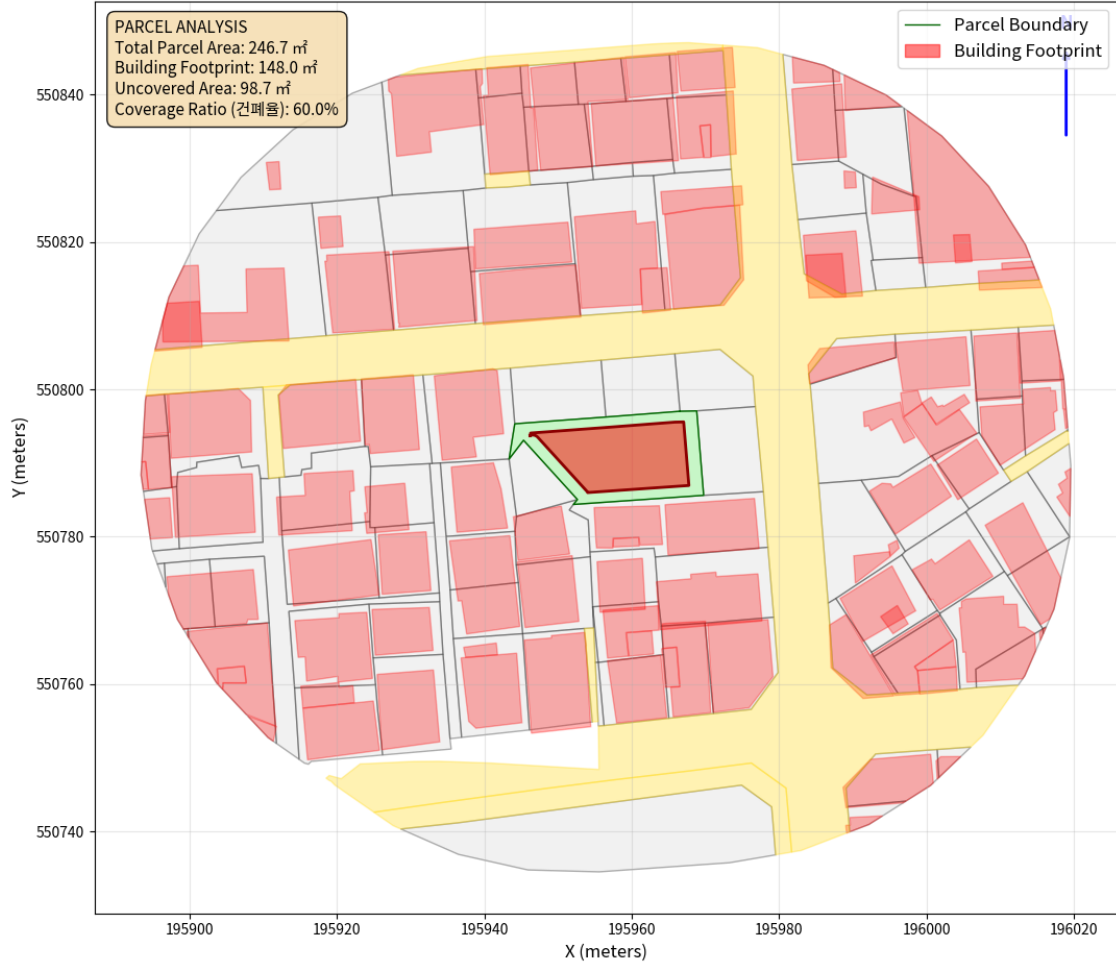 PARCEL ANALYSIS
Total Parcel Area: 246.7 ㎡
Building Footprint: 148.0 ㎡
Uncovered Area: 98.7 ㎡
Coverage Ratio (건폐율): 60.0%
Parcel Boundary
Building Footprint
N
550840
550820
550800
550780
550760
550740
Y (meters)
195900
195920
195940
195960
195980
196000
196020
X (meters)